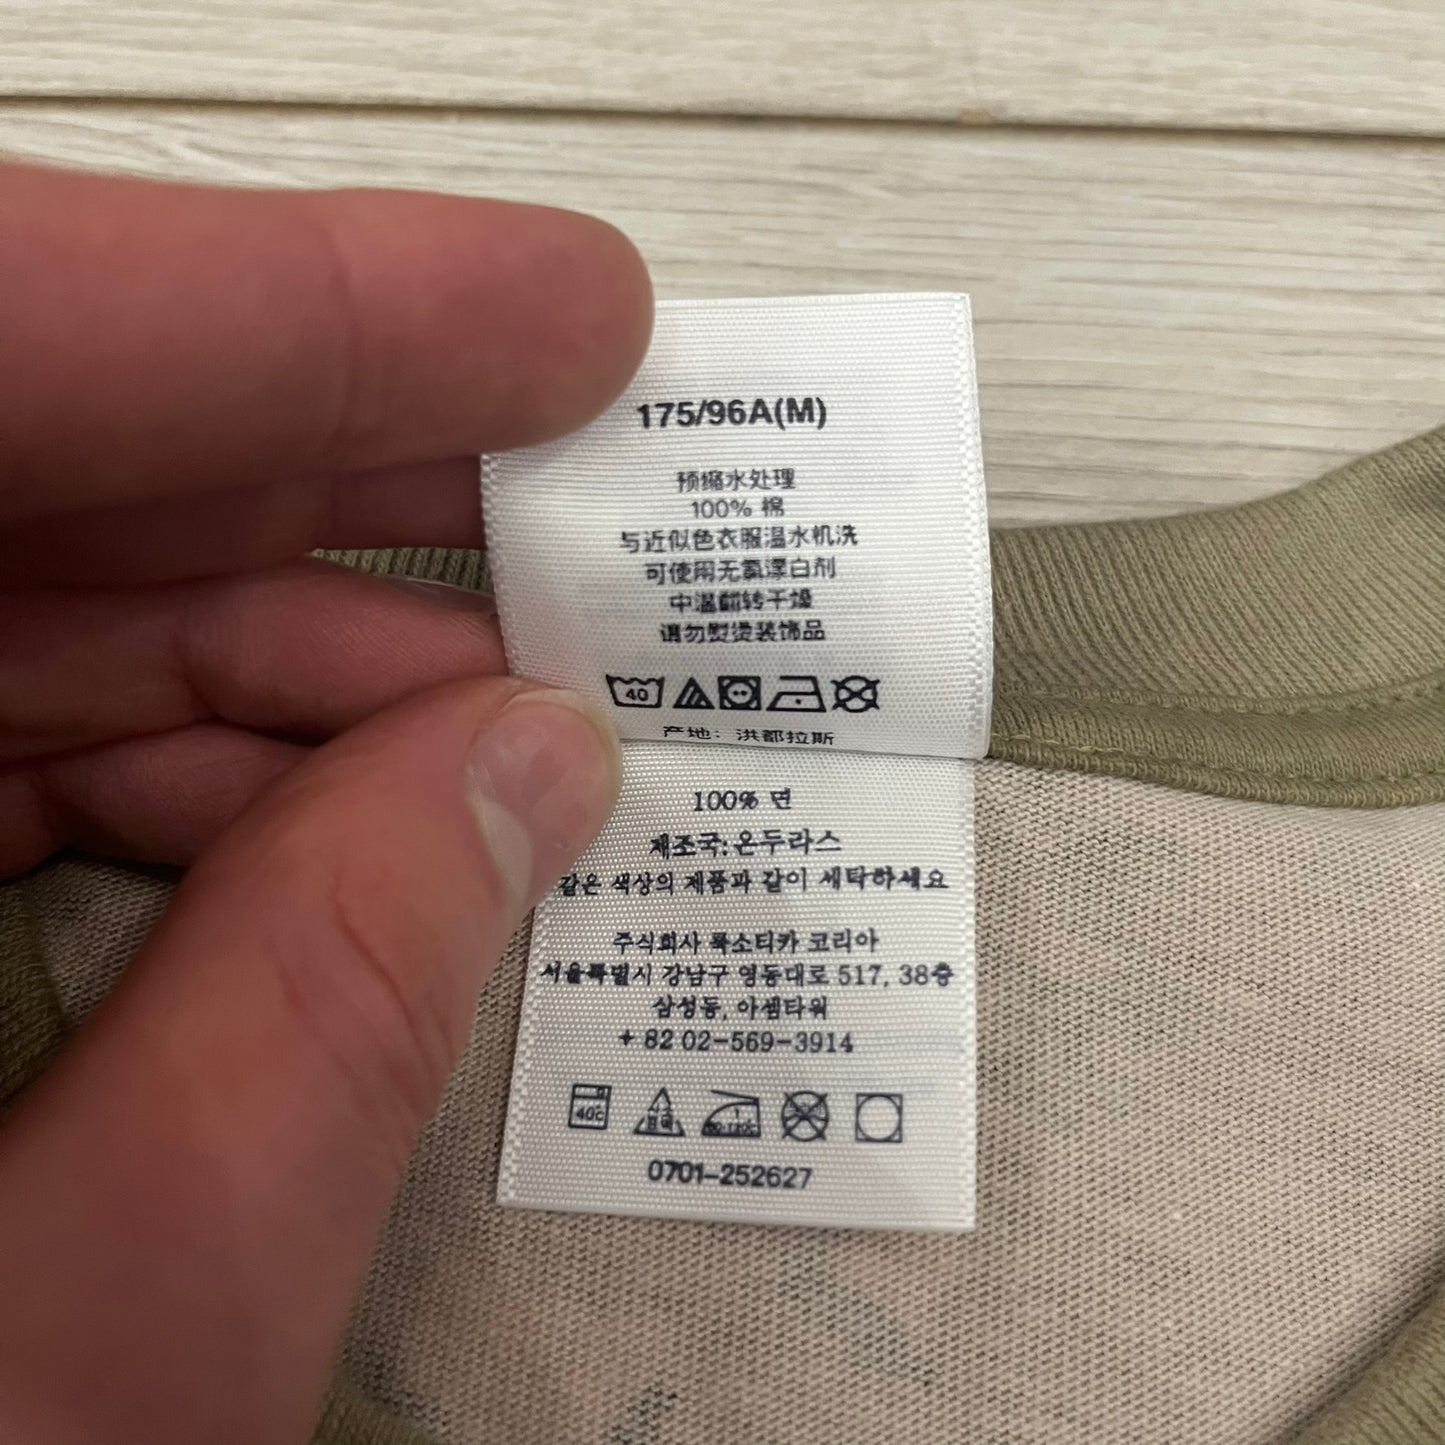 175/96A(M)
预缩水处理
100% 棉
与近似色衣服温水机洗
可使用无氯漂白剂
中温翻转干燥
请勿熨烫装饰品
40
产地：洪都拉斯
100% 면
제조국: 온두라스
같은 색상의 제품과 같이 세탁하세요
주식회사 룩소티카 코리아
서울특별시 강남구 영동대로 517, 38층
삼성동, 아셈타워
+ 82 02-569-3914
40c
0701-252627